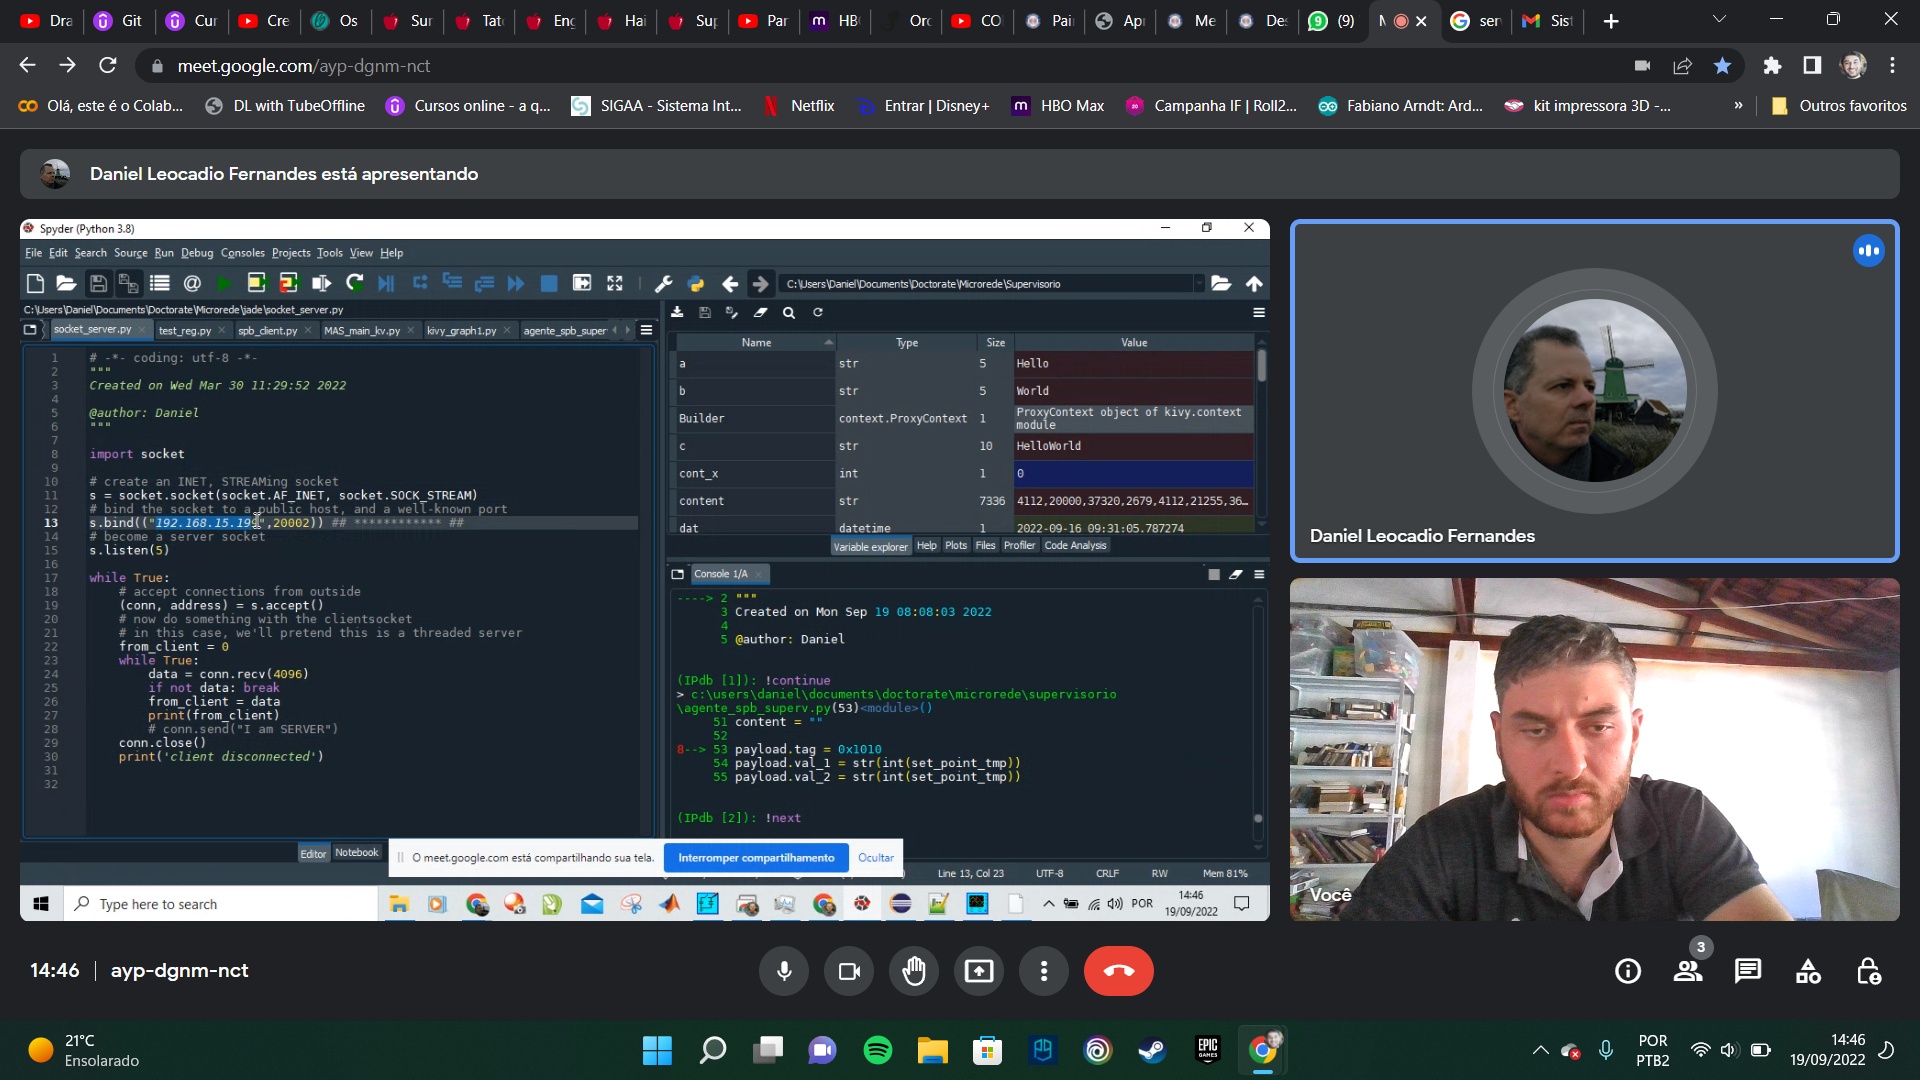 Dra
Git
Cur
Cre
Os
Sur
Tat
Eng
Hai
Sup
Par
HB
Orc
CO
Pai
Apr
Me
Des
(9)
ser
Sist
meet.google.com/ayp-dgnm-nct
Olá, este é o Colab...
DL with TubeOffline
Cursos online - a q...
SIGAA - Sistema Int...
Netflix
Entrar | Disney+
HBO Max
Campanha IF | Roll2...
Fabiano Arndt: Ard...
kit impressora 3D -...
»
Outros favoritos
Daniel Leocadio Fernandes está apresentando
Spyder (Python 3.8)
File Edit Search Source Run Debug Consoles Projects Tools View Help
C:\Users\Daniel\Documents\Doctorate\Microrede\Supervisorio
C:\Users\Daniel\Documents\Doctorate\Microrede\jade\socket_server.py
socket_server.py
test_reg.py
spb_client.py
MAS_main_kv.py
kivy_graph1.py
agente_spb_super
1 # -*- coding: utf-8 -*-
2 """
3 Created on Wed Mar 30 11:29:52 2022
4
5 @author: Daniel
6 """
7
8 import socket
9
10 # create an INET, STREAMing socket
11 s = socket.socket(socket.AF_INET, socket.SOCK_STREAM)
12 # bind the socket to a public host, and a well-known port
13 s.bind(("192.168.15.199",20002)) ## ************ ##
14 # become a server socket
15 s.listen(5)
16
17 while True:
18 # accept connections from outside
19 (conn, address) = s.accept()
20 # now do something with the clientsocket
21 # in this case, we'll pretend this is a threaded server
22 from_client = 0
23 while True:
24 data = conn.recv(4096)
25 if not data: break
26 from_client = data
27 print(from_client)
28 # conn.send("I am SERVER")
29 conn.close()
30 print('client disconnected')
31
32
Editor Notebook
Name Type Size Value
a str 5 Hello
b str 5 World
Builder context.ProxyContext 1 ProxyContext object of kivy.context
module
c str 10 HelloWorld
cont_x int 1 0
content str 7336 4112,20000,37320,2679,4112,21255,36...
dat datetime 1 2022-09-16 09:31:05.787274
Variable explorer Help Plots Files Profiler Code Analysis
Console 1/A
----> 2 """
3 Created on Mon Sep 19 08:08:03 2022
4
5 @author: Daniel
(IPdb [1]): !continue
> c:\users\daniel\documents\doctorate\microrede\supervisorio
\agente_spb_superv.py(53)<module>()
51 content = ""
52
8--> 53 payload.tag = 0x1010
54 payload.val_1 = str(int(set_point_tmp))
55 payload.val_2 = str(int(set_point_tmp))
(IPdb [2]): !next
O meet.google.com está compartilhando sua tela.
Interromper compartilhamento
Ocultar
Line 13, Col 23 UTF-8 CRLF RW Mem 81%
Type here to search
POR
14:46
19/09/2022
Daniel Leocadio Fernandes
Você
14:46 | ayp-dgnm-nct
3
21°C
Ensolarado
EPIC
GAMES
POR
PTB2
14:46
19/09/2022